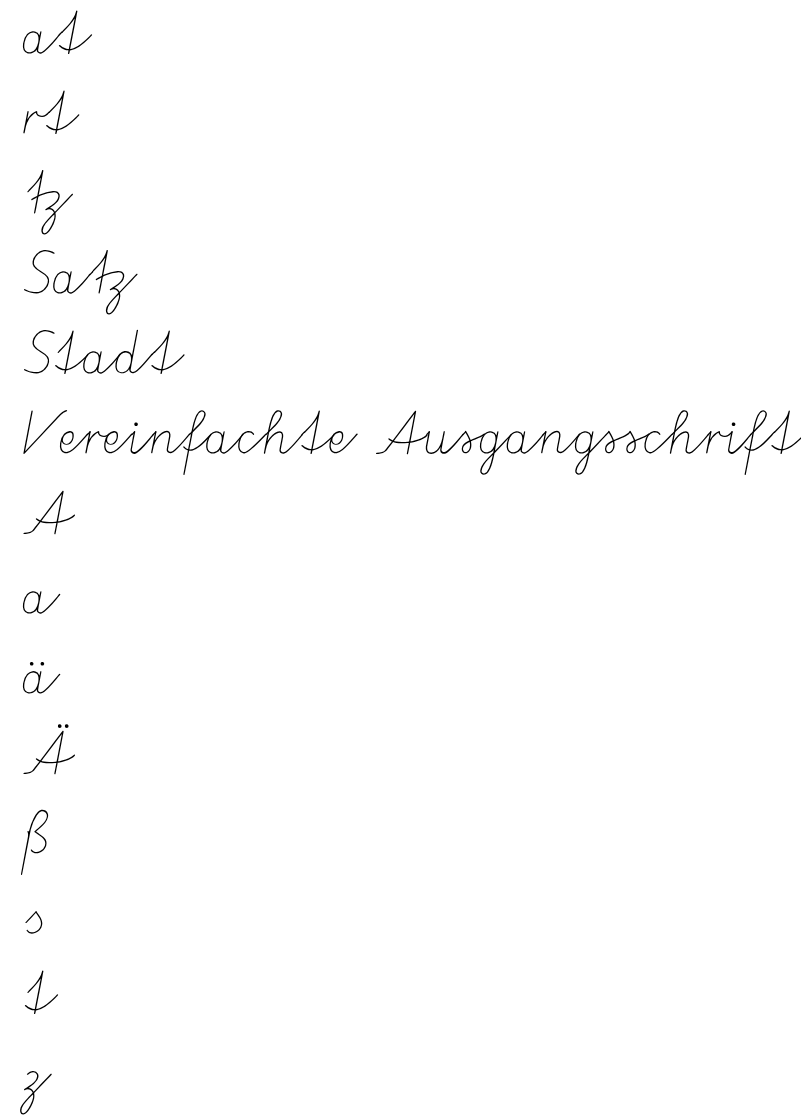 at
rt
tz
Satz
Stadt
Vereinfachte Ausgangsschrift
A
a
ä
Ä
ß
s
t
z